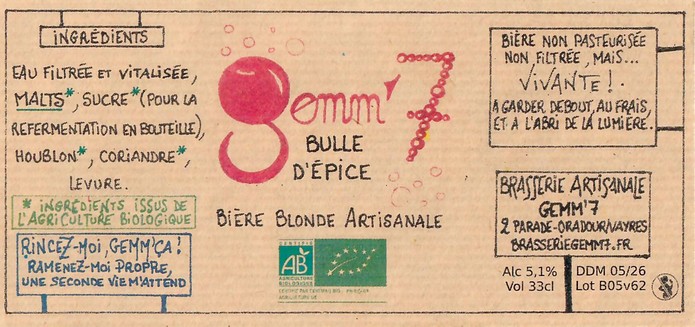 INGRÉDIENTS
EAU FILTRÉE ET VITALISÉE,
MALTS*, SUCRE* (POUR LA
REFERMENTATION EN BOUTEILLE),
HOUBLON*, CORIANDRE*,
LEVURE.
* INGRÉDIENTS ISSUS DE
L'AGRICULTURE BIOLOGIQUE
RINCEZ-MOI, GEMM'ÇA !
RAMENEZ-MOI PROPRE,
UNE SECONDE VIE M'ATTEND
gemm'7
BULLE
D'ÉPICE
BIÈRE BLONDE ARTISANALE
CERTIFIÉ
AB
AGRICULTURE
BIOLOGIQUE
BIÈRE NON PASTEURISÉE
NON FILTRÉE, MAIS...
VIVANTE !
A GARDER DEBOUT, AU FRAIS,
ET A L'ABRI DE LA LUMIÈRE.
BRASSERIE ARTISANALE
GEMM'7
2 PARADE-ORADOUR/VAYRES
BRASSERIEGEMM7.FR
Alc 5,1% DDM 05/26
Vol 33cl Lot B05v62